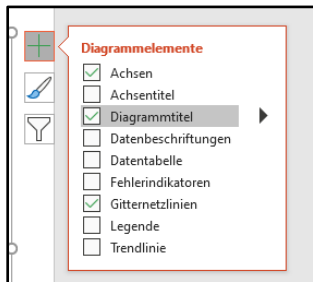 Diagrammelemente
Achsen
Achsentitel
Diagrammtitel
Datenbeschriftungen
Datentabelle
Fehlerindikatoren
Gitternetzlinien
Legende
Trendlinie